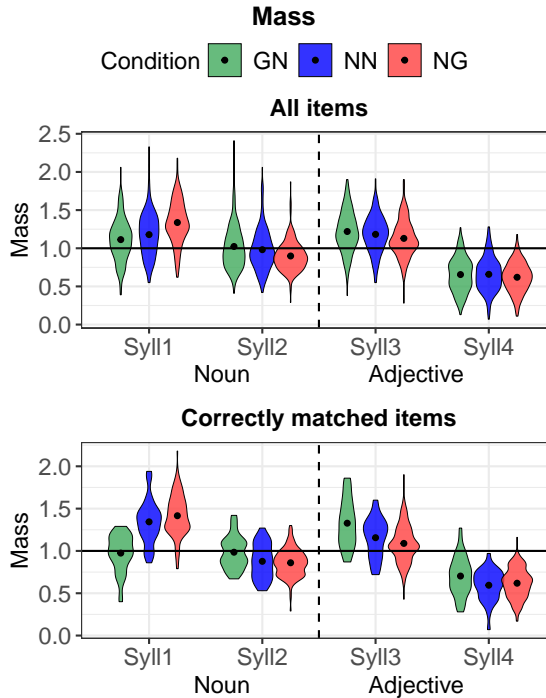 Mass
Condition GN NN NG
All items
2.5
2.0
1.5
1.0
0.5
0.0
Mass
Syll1 Syll2 Syll3 Syll4
Noun Adjective
Correctly matched items
2.0
1.5
1.0
0.5
0.0
Mass
Syll1 Syll2 Syll3 Syll4
Noun Adjective